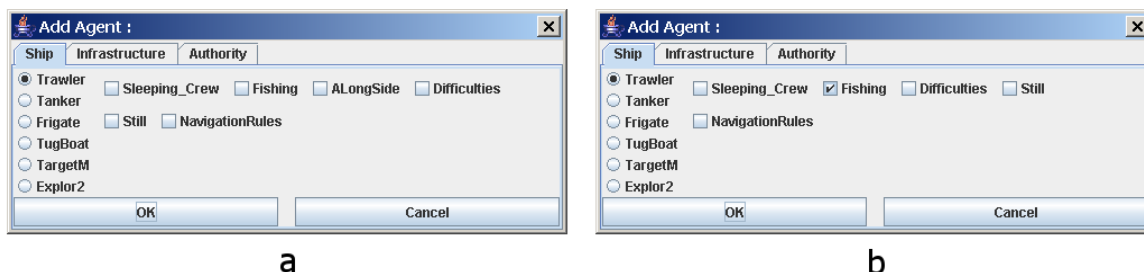 Add Agent :
Ship Infrastructure Authority
Trawler
Tanker
Frigate
TugBoat
TargetM
Explor2
Sleeping_Crew Fishing ALongSide Difficulties
Still NavigationRules
OK Cancel
a
Add Agent :
Ship Infrastructure Authority
Trawler
Tanker
Frigate
TugBoat
TargetM
Explor2
Sleeping_Crew Fishing Difficulties Still
NavigationRules
OK Cancel
b